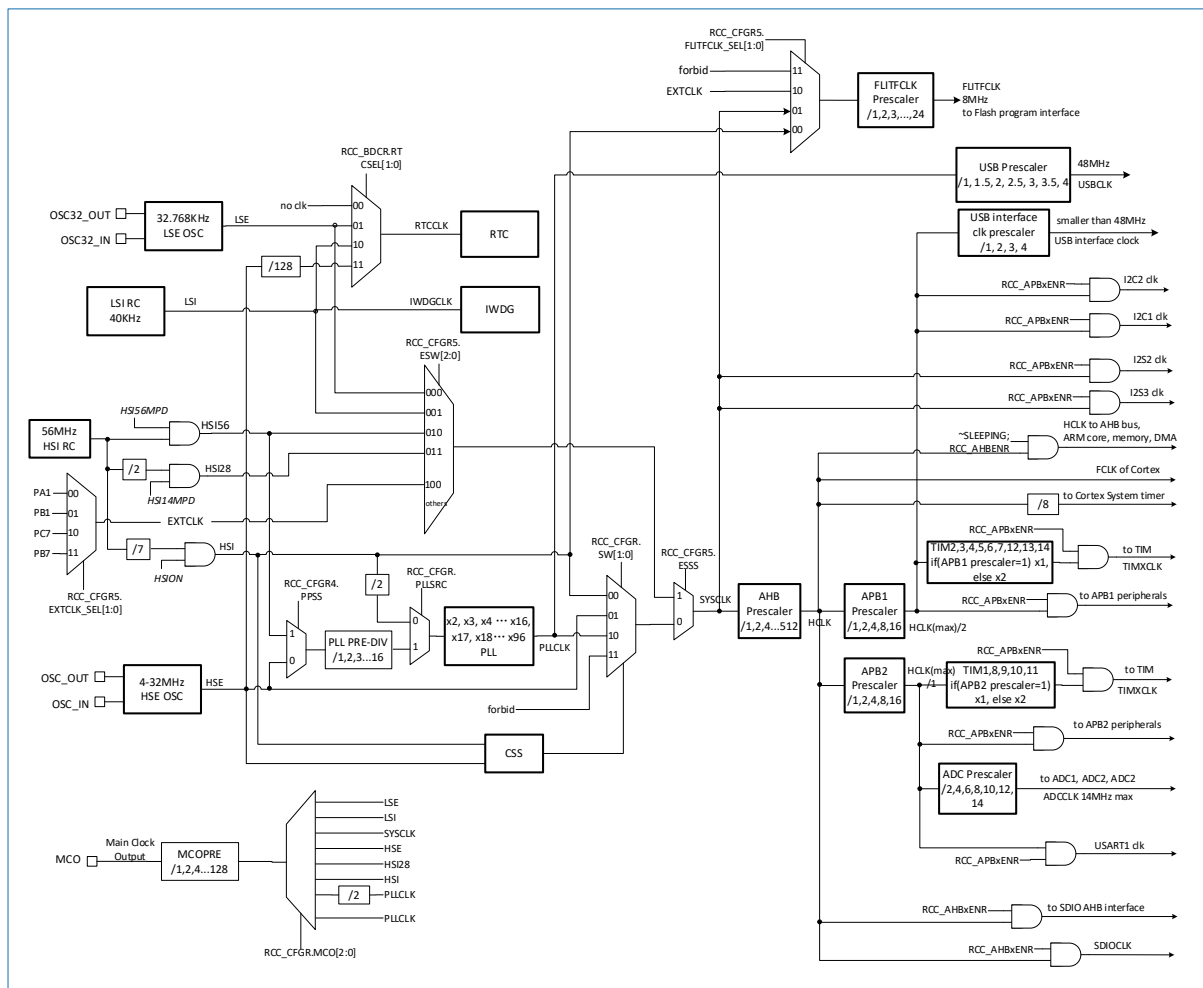 RCC_CFGR5.
FLITFCLK_SEL[1:0]
forbid
11
EXTCLK
10
01
00
FLITFCLK
Prescaler
/1,2,3,...,24
FLITFCLK
8MHz
to Flash program interface
RCC_BDCR.RT
CSEL[1:0]
no clk
00
01
10
11
OSC32_OUT
OSC32_IN
32.768KHz
LSE OSC
LSE
/128
RTCCLK
RTC
USB Prescaler
/1, 1.5, 2, 2.5, 3, 3.5, 4
48MHz
USBCLK
USB interface
clk prescaler
/1, 2, 3, 4
smaller than 48MHz
USB interface clock
LSI RC
40KHz
LSI
IWDGCLK
IWDG
RCC_APBxENR
I2C2 clk
RCC_APBxENR
I2C1 clk
RCC_APBxENR
I2S2 clk
RCC_APBxENR
I2S3 clk
RCC_CFGR5.
ESW[2:0]
000
001
010
011
100
others
56MHz
HSI RC
HSI56MPD
HSI56
/2
HSI28
HSI14MPD
PA1
PB1
PC7
PB7
00
01
10
11
EXTCLK
RCC_CFGR5.
EXTCLK_SEL[1:0]
/7
HSI
HSION
~SLEEPING;
RCC_AHBENR
HCLK to AHB bus,
ARM core, memory, DMA
FCLK of Cortex
/8
to Cortex System timer
RCC_CFGR4.
PPSS
1
0
/2
RCC_CFGR.
PLLSRC
0
1
PLL PRE-DIV
/1,2,3...16
x2, x3, x4 ··· x16,
x17, x18··· x96
PLL
PLLCLK
RCC_CFGR.
SW[1:0]
00
01
10
11
forbid
RCC_CFGR5.
ESSS
1
0
SYSCLK
AHB
Prescaler
/1,2,4...512
HCLK
APB1
Prescaler
/1,2,4,8,16
HCLK(max)/2
TIM2,3,4,5,6,7,12,13,14
if(APB1 prescaler=1) x1,
else x2
RCC_APBxENR
to TIM
TIMXCLK
RCC_APBxENR
to APB1 peripherals
OSC_OUT
OSC_IN
4-32MHz
HSE OSC
HSE
CSS
APB2
Prescaler
/1,2,4,8,16
HCLK(max)
/1
TIM1,8,9,10,11
if(APB2 prescaler=1)
x1, else x2
RCC_APBxENR
to TIM
TIMXCLK
RCC_APBxENR
to APB2 peripherals
ADC Prescaler
/2,4,6,8,10,12,
14
to ADC1, ADC2, ADC2
ADCCLK 14MHz max
RCC_APBxENR
USART1 clk
RCC_AHBxENR
to SDIO AHB interface
RCC_AHBxENR
SDIOCLK
MCO
Main Clock
Output
MCOPRE
/1,2,4...128
LSE
LSI
SYSCLK
HSE
HSI28
HSI
/2
PLLCLK
PLLCLK
RCC_CFGR.MCO[2:0]